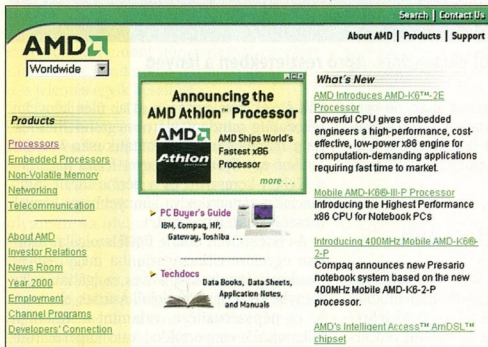 Search | Contact Us
About AMD | Products | Support
AMD
Worldwide
Products
Processors
Embedded Processors
Non-Volatile Memory
Networking
Telecommunication
About AMD
Investor Relations
News Room
Year 2000
Employment
Channel Programs
Developers' Connection
Announcing the
AMD Athlon™ Processor
AMD
Athlon
AMD Ships World's
Fastest x86
Processor
more...
PC Buyer's Guide
IBM, Compaq, HP,
Gateway, Toshiba ...
Techdocs
Data Books, Data Sheets,
Application Notes,
and Manuals
What's New
AMD Introduces AMD-K6™-2E
Processor
Powerful CPU gives embedded
engineers a high-performance, cost-
effective, low-power x86 engine for
computation-demanding applications
requiring fast time to market.
Mobile AMD-K6®-III-P Processor
Introducing the Highest Performance
x86 CPU for Notebook PCs
Introducing 400MHz Mobile AMD-K6®-
2-P
Compaq announces new Presario
notebook system based on the new
400MHz Mobile AMD-K6-2-P
processor.
AMD's Intelligent Access™ AmDSL™
chipset